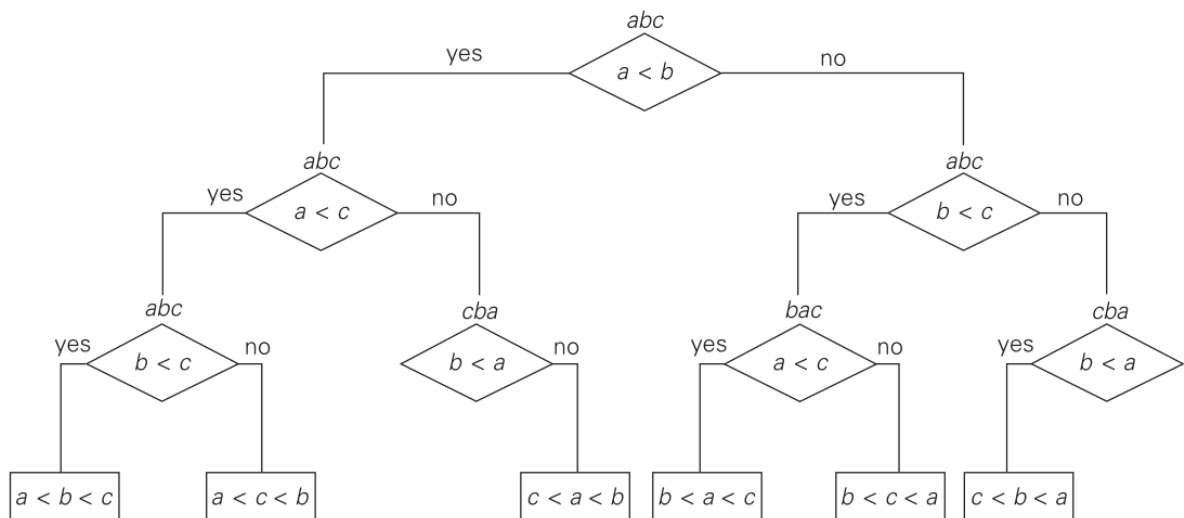 abc
yes a < b no
abc abc
yes a < c no yes b < c no
abc cba bac cba
yes b < c no b < a no yes a < c no yes b < a
a < b < c a < c < b c < a < b b < a < c b < c < a c < b < a